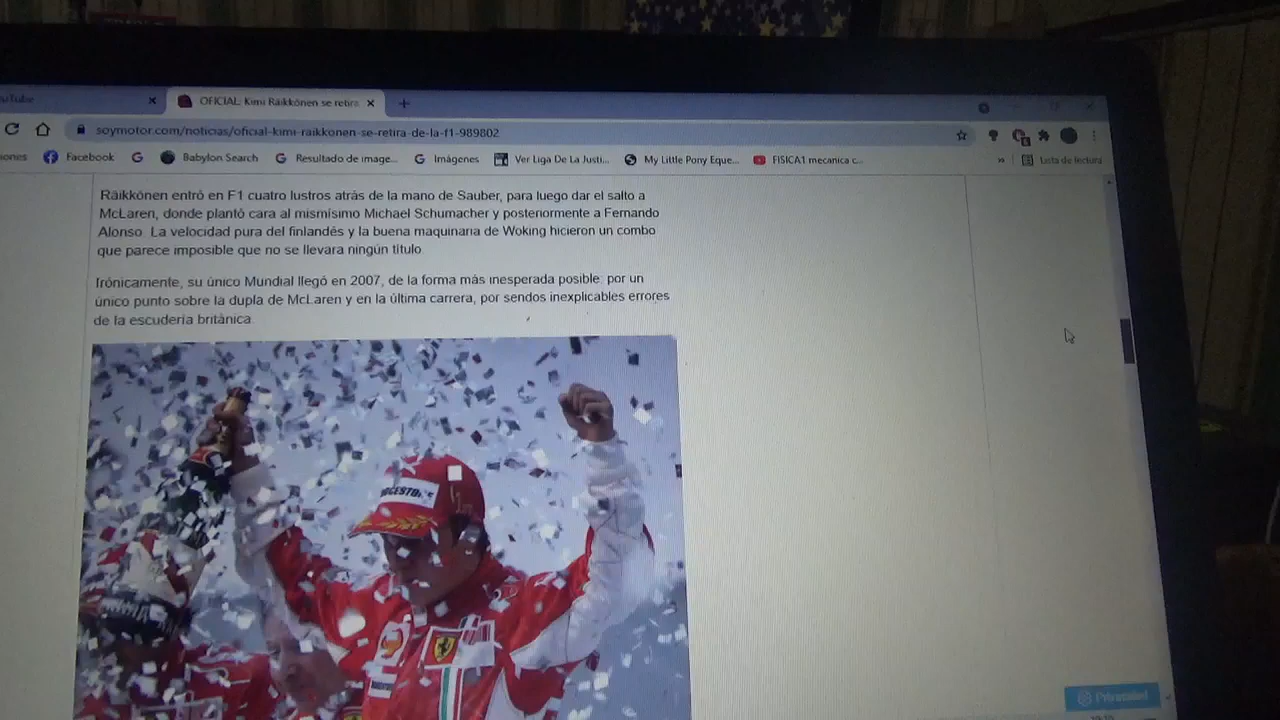 OFICIAL: Kimi Räikkönen se retira
soymotor.com/noticias/oficial-kimi-raikkonen-se-retira-de-la-f1-989802
Facebook G Babylon Search Resultado de image... Imágenes Ver Liga De La Justi... My Little Pony Eque... FISICA1 mecanica c... » Lista de lectura
Räikkönen entró en F1 cuatro lustros atrás de la mano de Sauber, para luego dar el salto a
McLaren, donde plantó cara al mismísimo Michael Schumacher y posteriormente a Fernando
Alonso. La velocidad pura del finlandés y la buena maquinaria de Woking hicieron un combo
que parece imposible que no se llevara ningún título.
Irónicamente, su único Mundial llegó en 2007, de la forma más inesperada posible: por un
único punto sobre la dupla de McLaren y en la última carrera, por sendos inexplicables errores
de la escudería británica.
Privacidad